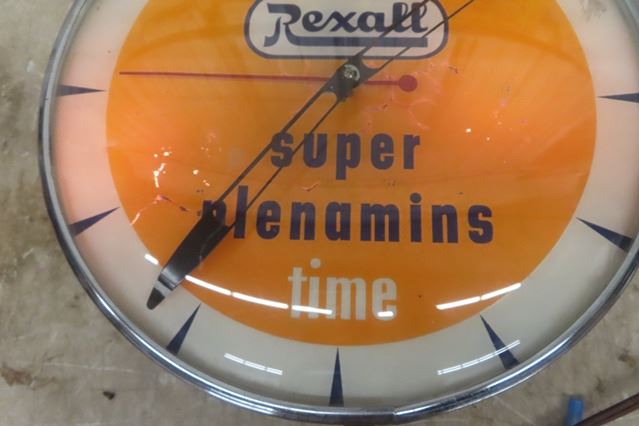 Rexall
super
plenamins
time